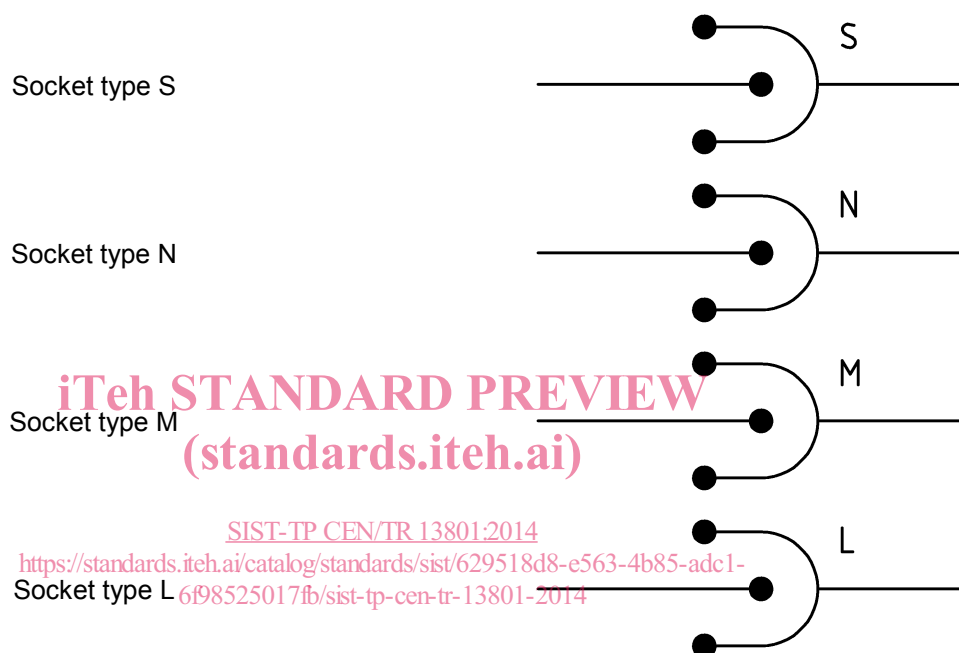 S
Socket type S
N
Socket type N
M
iTeh STANDARD PREVIEW
Socket type M
(standards.iteh.ai)
SIST-TP CEN/TR 13801:2014
L
https://standards.iteh.ai/catalog/standards/sist/629518d8-e563-4b85-adc1-
Socket type L
6f98525017fb/sist-tp-cen-tr-13801-2014